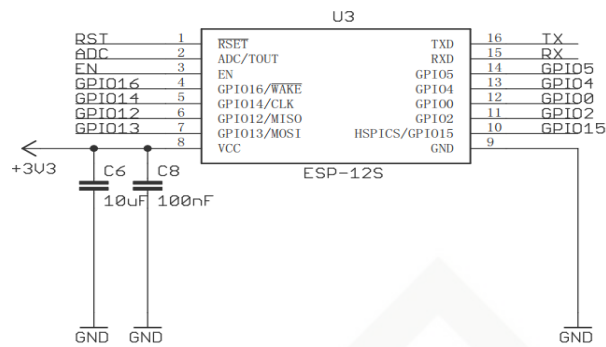 U3
RST 1 RSET TXD 16 TX
ADC 2 ADC/TOUT RXD 15 RX
EN 3 EN GPIO5 14 GPIO5
GPIO16 4 GPIO16/WAKE GPIO4 13 GPIO4
GPIO14 5 GPIO14/CLK GPIO0 12 GPIO0
GPIO12 6 GPIO12/MISO GPIO2 11 GPIO2
GPIO13 7 GPIO13/MOSI HSPICS/GPIO15 10 GPIO15
8 VCC GND 9
+3V3 C6 C8 ESP-12S
10uF 100nF
GND GND GND